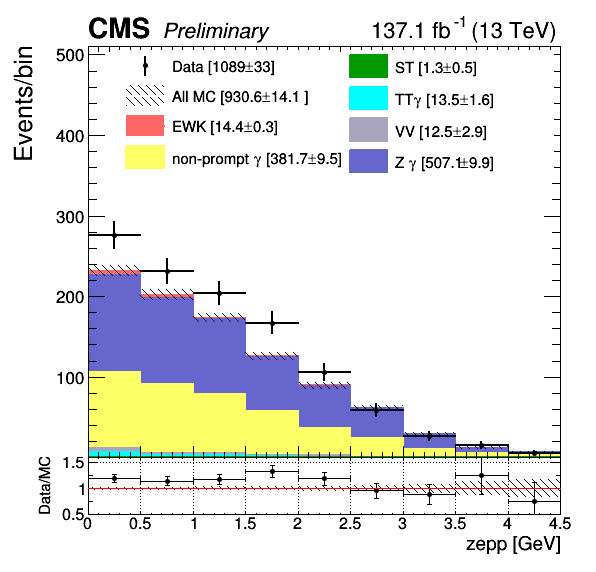 CMS Preliminary 137.1 fb⁻¹ (13 TeV)
Events/bin
500
400
300
200
100
Data [1089±33]
All MC [930.6±14.1 ]
EWK [14.4±0.3]
non-prompt γ [381.7±9.5]
ST [1.3±0.5]
TTγ [13.5±1.6]
VV [12.5±2.9]
Z γ [507.1±9.9]
Data/MC
1.5
1
0.5
0 0.5 1 1.5 2 2.5 3 3.5 4 4.5
zepp [GeV]